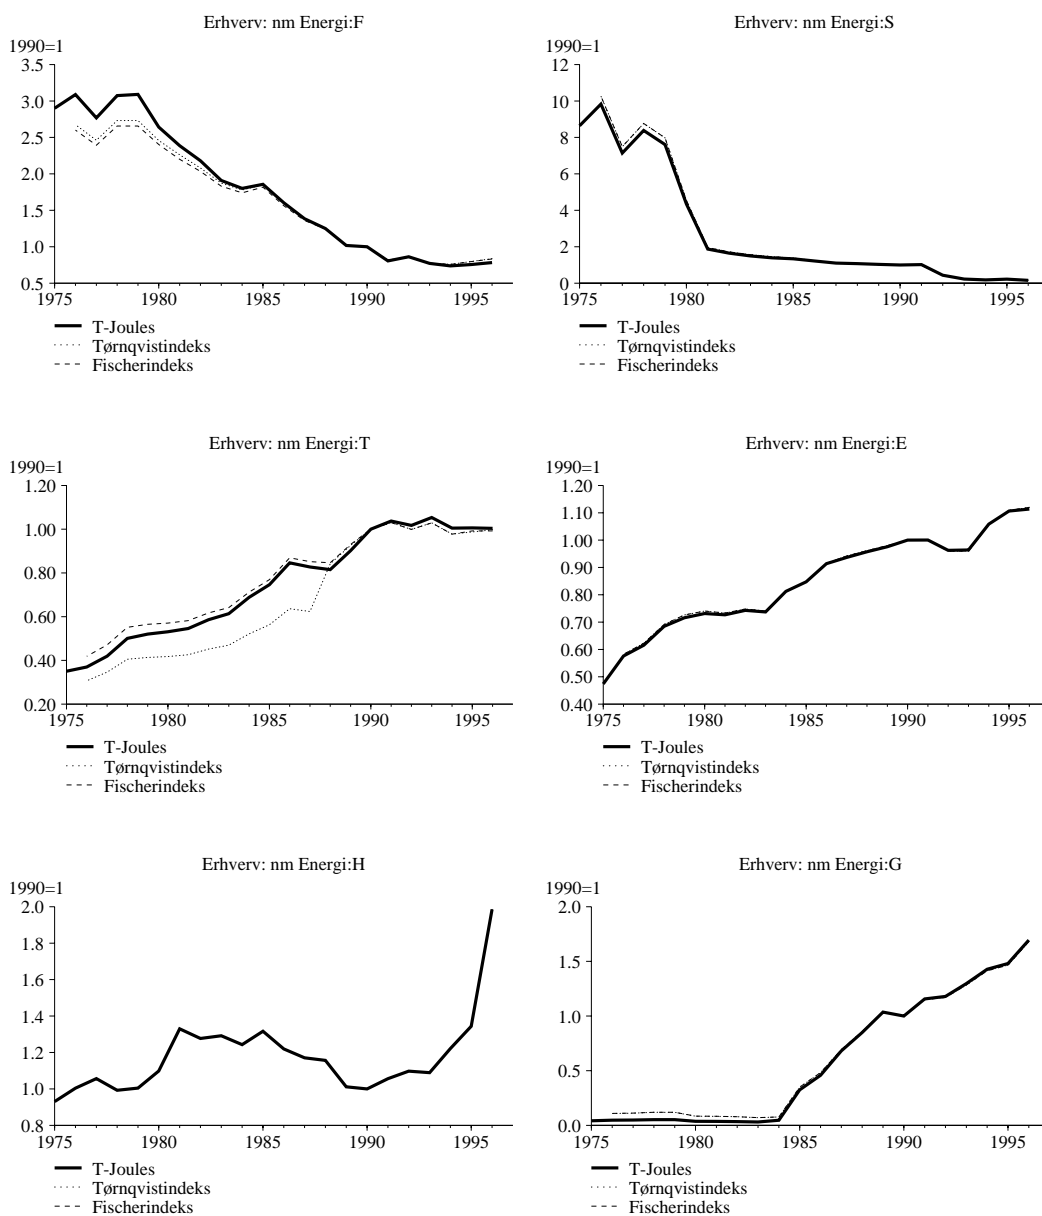 Erhverv: nm Energi:F
1990=1
3.5
3.0
2.5
2.0
1.5
1.0
0.5
1975 1980 1985 1990 1995
T-Joules
Tørnqvistindeks
Fischerindeks
Erhverv: nm Energi:S
1990=1
12
10
8
6
4
2
0
1975 1980 1985 1990 1995
T-Joules
Tørnqvistindeks
Fischerindeks
Erhverv: nm Energi:T
1990=1
1.20
1.00
0.80
0.60
0.40
0.20
1975 1980 1985 1990 1995
T-Joules
Tørnqvistindeks
Fischerindeks
Erhverv: nm Energi:E
1990=1
1.20
1.10
1.00
0.90
0.80
0.70
0.60
0.50
0.40
1975 1980 1985 1990 1995
T-Joules
Tørnqvistindeks
Fischerindeks
Erhverv: nm Energi:H
1990=1
2.0
1.8
1.6
1.4
1.2
1.0
0.8
1975 1980 1985 1990 1995
T-Joules
Tørnqvistindeks
Fischerindeks
Erhverv: nm Energi:G
1990=1
2.0
1.5
1.0
0.5
0.0
1975 1980 1985 1990 1995
T-Joules
Tørnqvistindeks
Fischerindeks